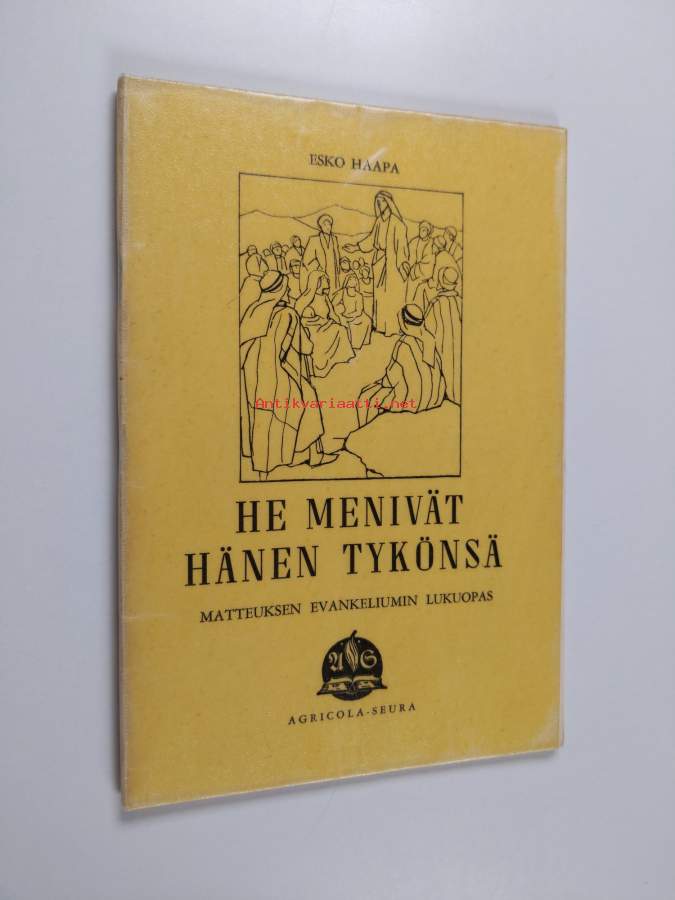 ESKO HAAPA
Antikvariaatti.net
HE MENIVÄT
HÄNEN TYKÖNSÄ
MATTEUKSEN EVANKELIUMIN LUKUOPAS
A S
AGRICOLA-SEURA